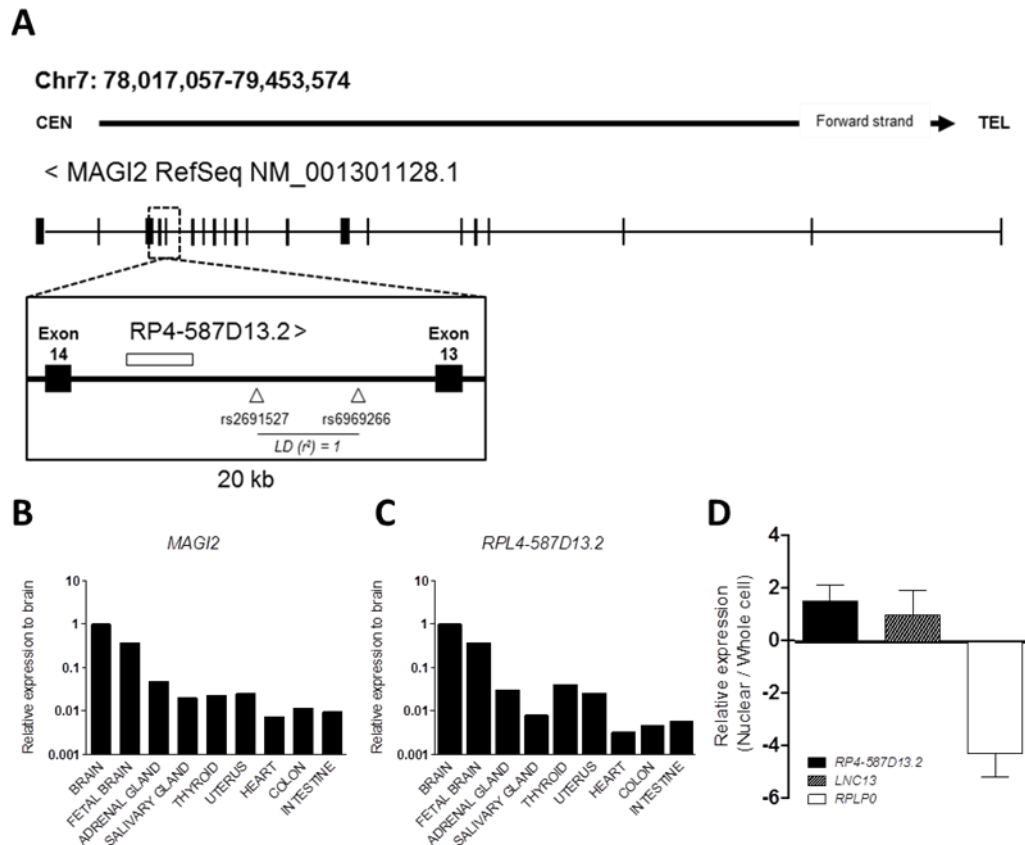 A
Chr7: 78,017,057-79,453,574
CEN
Forward strand
TEL
< MAGI2 RefSeq NM_001301128.1
RP4-587D13.2 >
Exon
14
Exon
13
rs2691527
rs6969266
LD (r²) = 1
20 kb
B
MAGI2
Relative expression to brain
10
1
0.1
0.01
0.001
BRAIN
FETAL BRAIN
ADRENAL GLAND
SALIVARY GLAND
THYROID
UTERUS
HEART
COLON
INTESTINE
C
RPL4-587D13.2
Relative expression to brain
10
1
0.1
0.01
0.001
BRAIN
FETAL BRAIN
ADRENAL GLAND
SALIVARY GLAND
THYROID
UTERUS
HEART
COLON
INTESTINE
D
Relative expression
(Nuclear / Whole cell)
4
2
0
-2
-4
-6
RP4-587D13.2
LNC13
RPLP0